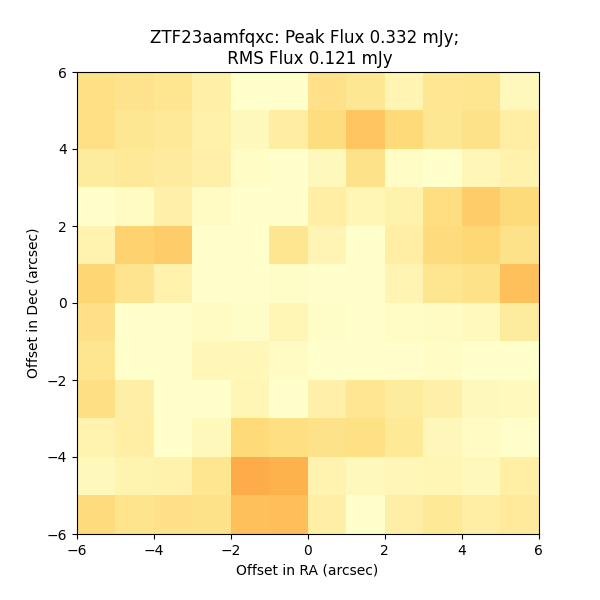 ZTF23aamfqxc: Peak Flux 0.332 mJy;
RMS Flux 0.121 mJy
6
4
2
0
−2
−4
−6
Offset in Dec (arcsec)
−6 −4 −2 0 2 4 6
Offset in RA (arcsec)